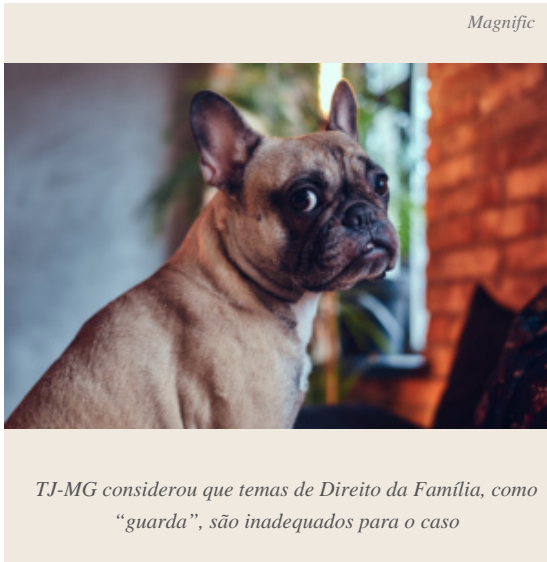 Magnific
TJ-MG considerou que temas de Direito da Família, como
“guarda”, são inadequados para o caso